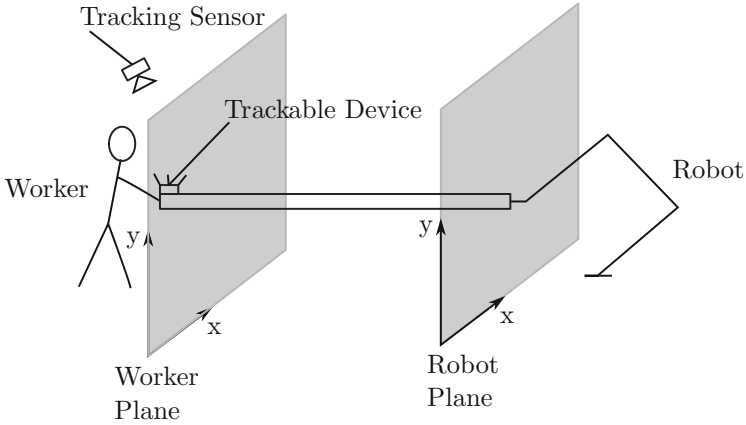 Tracking Sensor
Trackable Device
Worker
Robot
y
y
x
x
Worker
Plane
Robot
Plane